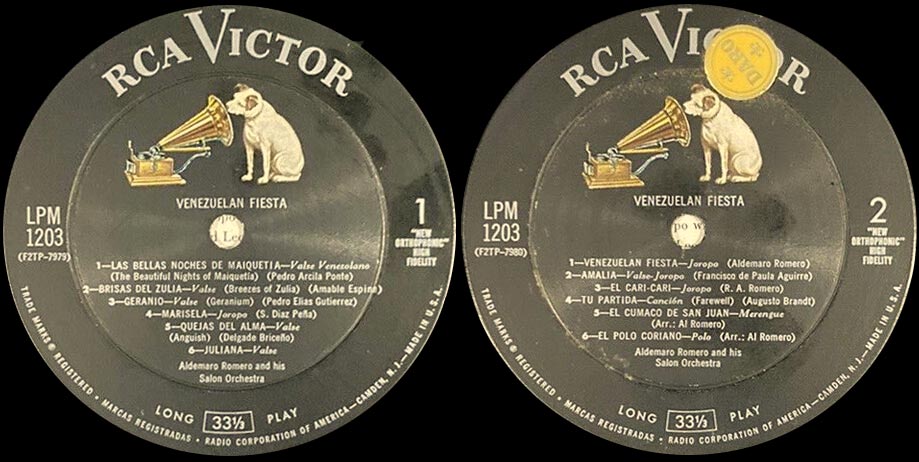 RCA VICTOR
VENEZUELAN FIESTA
LPM
1203
(F2TP-7979)
1
"NEW
ORTHOPHONIC"
HIGH
FIDELITY
1—LAS BELLAS NOCHES DE MAIQUETIA—Valse Venezolano
(The Beautiful Nights of Maiquetía) (Pedro Arcila Ponte)
2—BRISAS DEL ZULIA—Valse (Breezes of Zulia) (Amable Espina)
3—GERANIO—Valse (Geranium) (Pedro Elias Gutierrez)
4—MARISELA—Joropo (S. Diaz Peña)
5—QUEJAS DEL ALMA—Valse
(Anguish) (Delgade Briceño)
6—JULIANA—Valse
Aldemaro Romero and his
Salon Orchestra
LONG 33⅓ PLAY
TRADE MARKS ® REGISTERED • MARCAS REGISTRADAS • RADIO CORPORATION OF AMERICA—CAMDEN, N.J.—MADE IN U.S.A.
RCA VICTOR
DARO
VENEZUELAN FIESTA
LPM
1203
(F2TP-7980)
po w
2
"NEW
ORTHOPHONIC"
HIGH
FIDELITY
1—VENEZUELAN FIESTA—Joropo (Aldemaro Romero)
2—AMALIA—Valse-Joropo (Francisco de Paula Aguirre)
3—EL CARI-CARI—Joropo (R. A. Romero)
4—TU PARTIDA—Canción (Farewell) (Augusto Brandt)
5—EL CUMACO DE SAN JUAN—Merengue
(Arr.: Al Romero)
6—EL POLO CORIANO—Polo (Arr.: Al Romero)
Aldemaro Romero and his
Salon Orchestra
LONG 33⅓ PLAY
TRADE MARKS ® REGISTERED • MARCAS REGISTRADAS • RADIO CORPORATION OF AMERICA—CAMDEN, N.J.—MADE IN U.S.A.